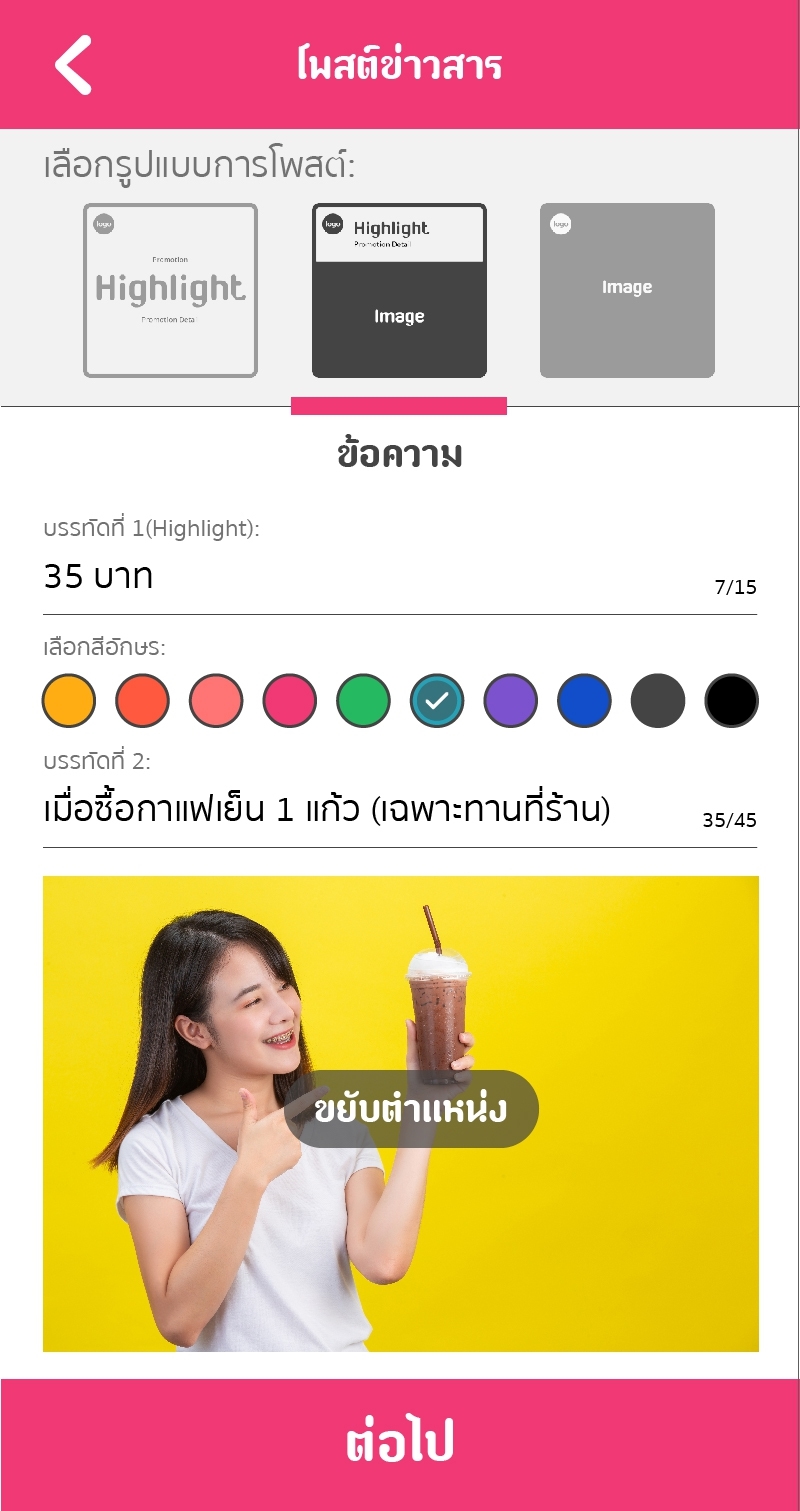 โพสต์ข่าวสาร
เลือกรูปแบบการโพสต์:
logo
Promotion
Highlight
Promotion Detail
logo
Highlight
Promotion Detail
Image
logo
Image
ข้อความ
บรรทัดที่ 1(Highlight):
35 บาท
7/15
เลือกสีอักษร:
บรรทัดที่ 2:
เมื่อซื้อกาแฟเย็น 1 แก้ว (เฉพาะทานที่ร้าน)
35/45
ขยับตำแหน่ง
ต่อไป